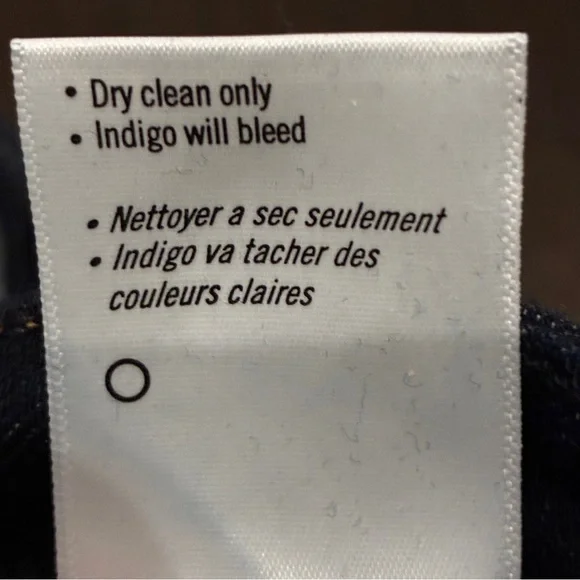 • Dry clean only
• Indigo will bleed
• Nettoyer a sec seulement
• Indigo va tacher des
couleurs claires